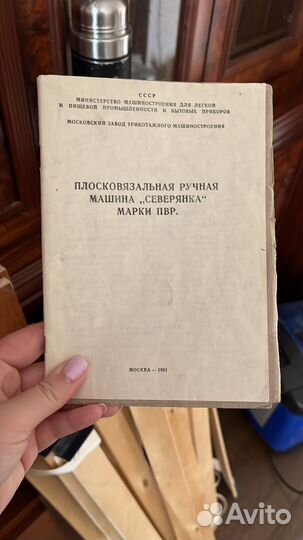 СССР
МИНИСТЕРСТВО МАШИНОСТРОЕНИЯ ДЛЯ ЛЕГКОЙ
И ПИЩЕВОЙ ПРОМЫШЛЕННОСТИ И БЫТОВЫХ ПРИБОРОВ
МОСКОВСКИЙ ЗАВОД ТРИКОТАЖНОГО МАШИНОСТРОЕНИЯ
ПЛОСКОВЯЗАЛЬНАЯ РУЧНАЯ
МАШИНА „СЕВЕРЯНКА“
МАРКИ ПВР.
МОСКВА — 1981
Avito